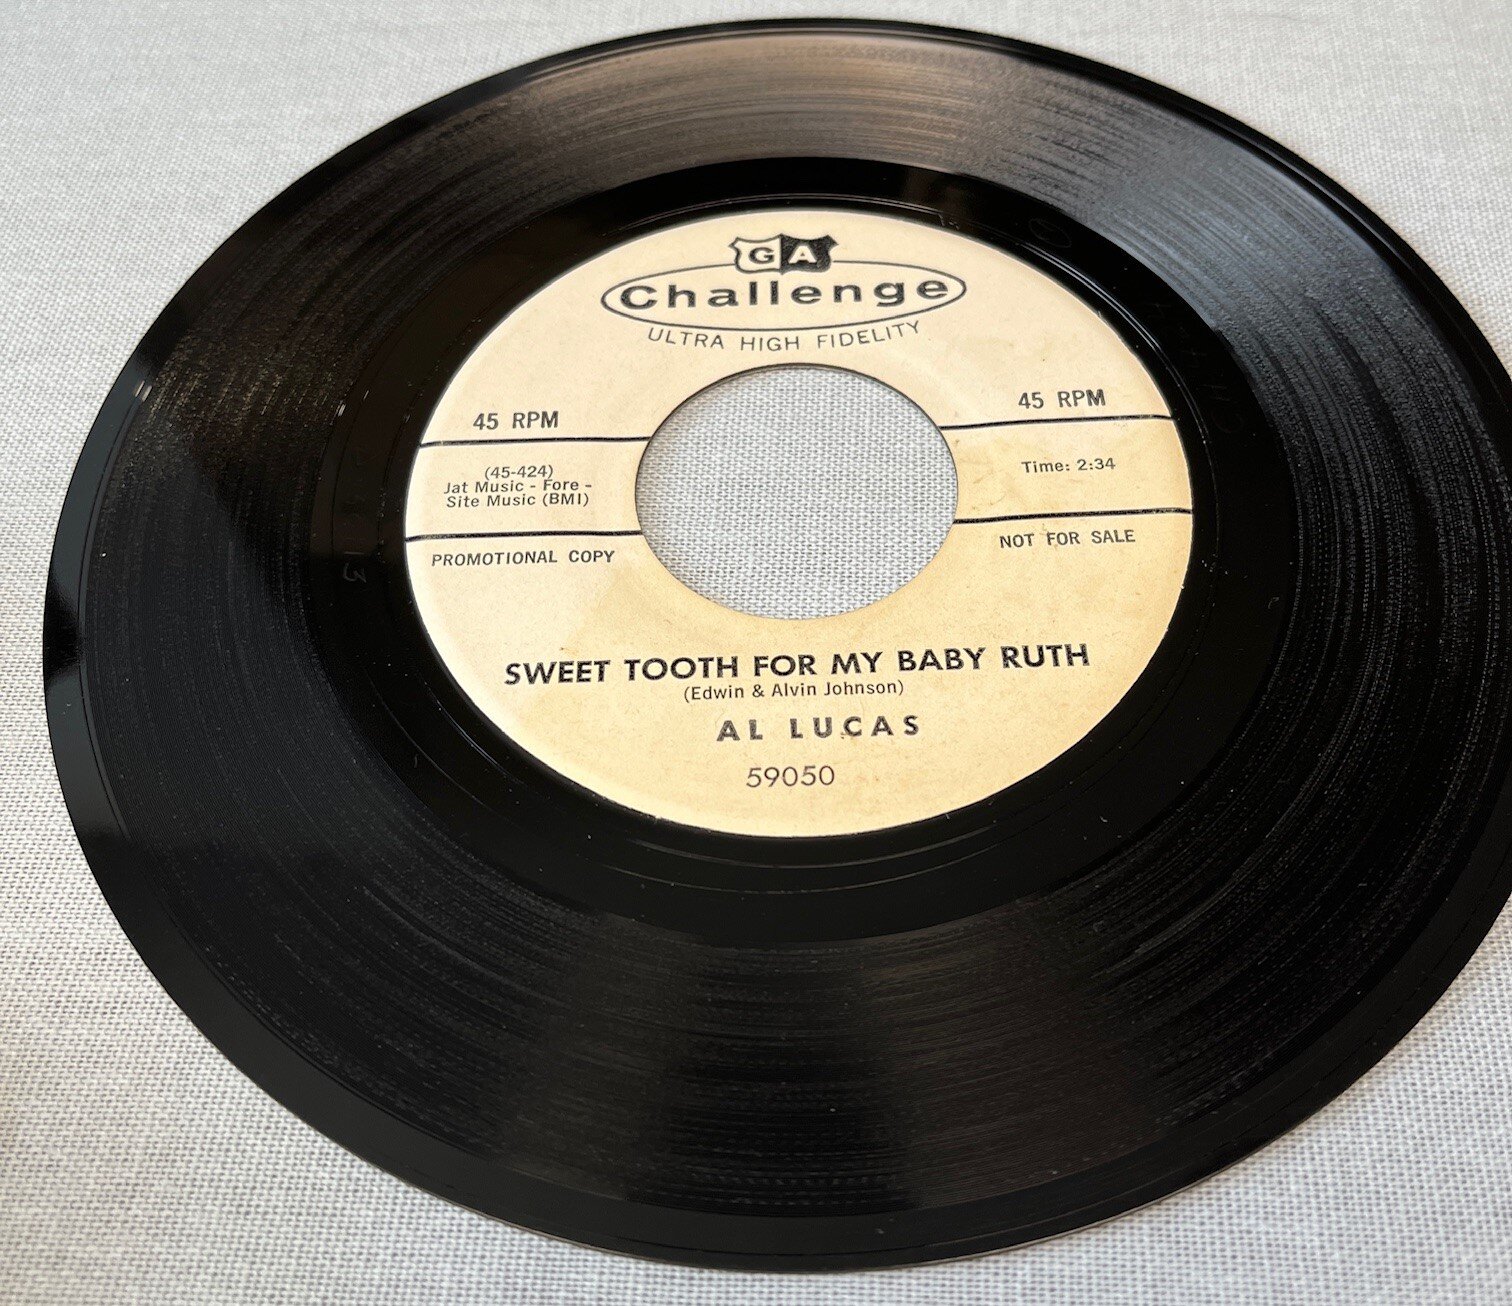 G A
Challenge
ULTRA HIGH FIDELITY
45 RPM
45 RPM
(45-424)
Jat Music - Fore -
Site Music (BMI)
Time: 2:34
PROMOTIONAL COPY
NOT FOR SALE
SWEET TOOTH FOR MY BABY RUTH
(Edwin & Alvin Johnson)
AL LUCAS
59050